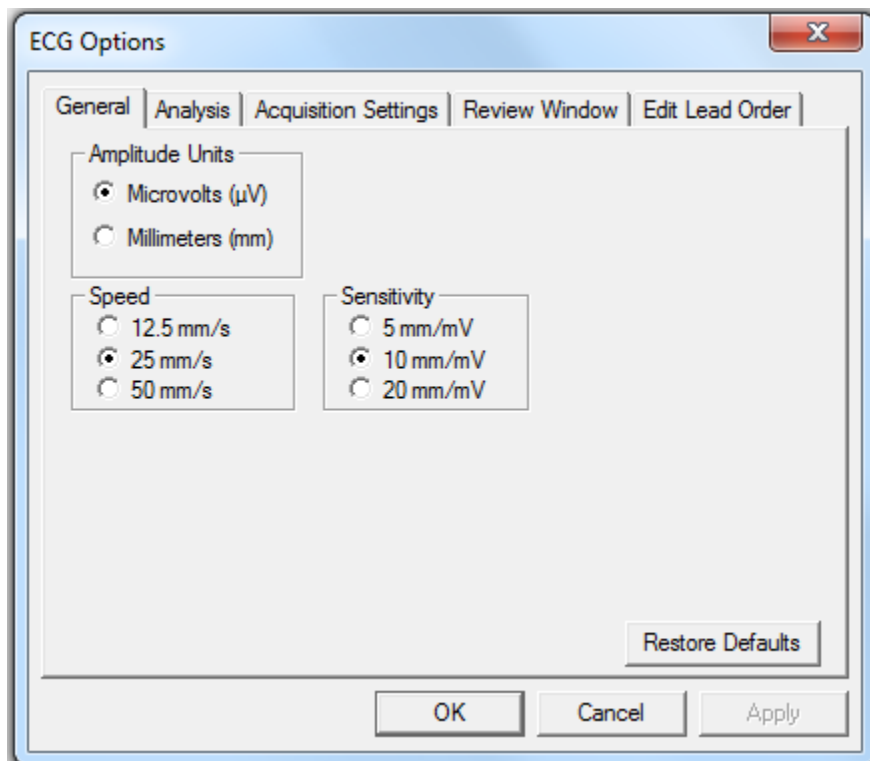 ECG Options
General Analysis Acquisition Settings Review Window Edit Lead Order
Amplitude Units
Microvolts (µV)
Millimeters (mm)
Speed
12.5 mm/s
25 mm/s
50 mm/s
Sensitivity
5 mm/mV
10 mm/mV
20 mm/mV
Restore Defaults
OK Cancel Apply